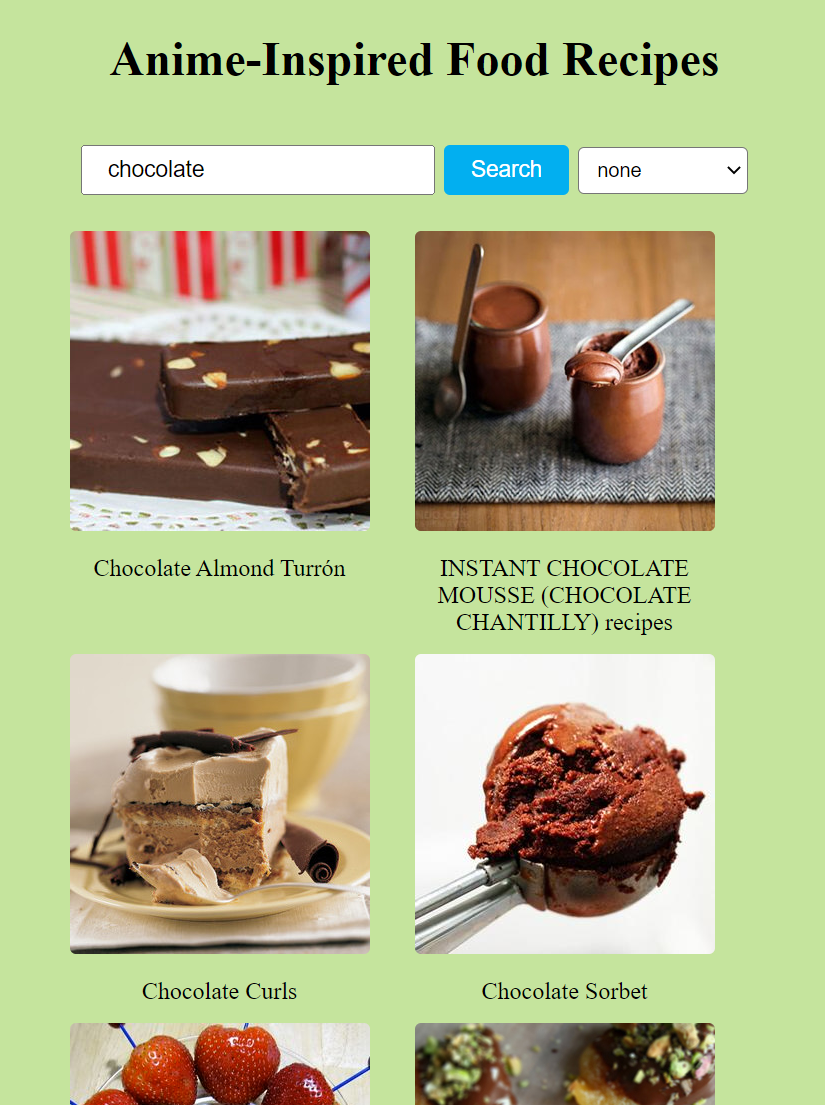 Anime-Inspired Food Recipes
chocolate
Search
none
Chocolate Almond Turrón
INSTANT CHOCOLATE
MOUSSE (CHOCOLATE
CHANTILLY) recipes
Chocolate Curls
Chocolate Sorbet